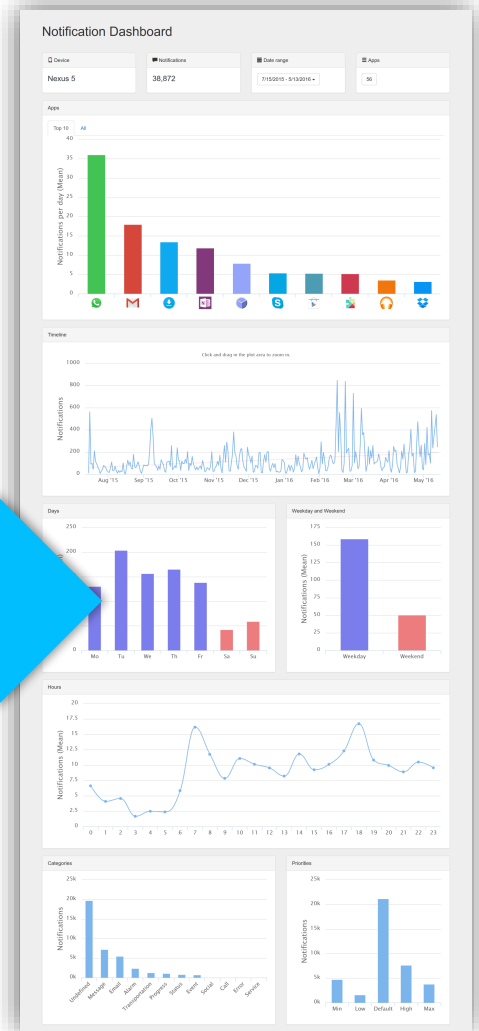 Notification Dashboard
Device
Notifications
Date range
Apps
Nexus 5
38,872
7/15/2015 - 5/13/2016
56
Apps
Top 10 All
Notifications per day (Mean)
40
35
30
25
20
15
10
5
0
Timeline
Click and drag in the plot area to zoom in
Notifications
1000
800
600
400
200
0
Aug '15 Sep '15 Oct '15 Nov '15 Dec '15 Jan '16 Feb '16 Mar '16 Apr '16 May '16
Days
250
200
0
Mo Tu We Th Fr Sa Su
Weekday and Weekend
Notifications (Mean)
175
150
125
100
75
50
25
0
Weekday Weekend
Hours
Notifications (Mean)
20
17.5
15
12.5
10
7.5
5
2.5
0
0 1 2 3 4 5 6 7 8 9 10 11 12 13 14 15 16 17 18 19 20 21 22 23
Categories
Notifications
25k
20k
15k
10k
5k
0k
Undefined Message Email Alarm Transportation Progress Status Event Social Call Error Service
Priorities
Notifications
25k
20k
15k
10k
5k
0k
Min Low Default High Max